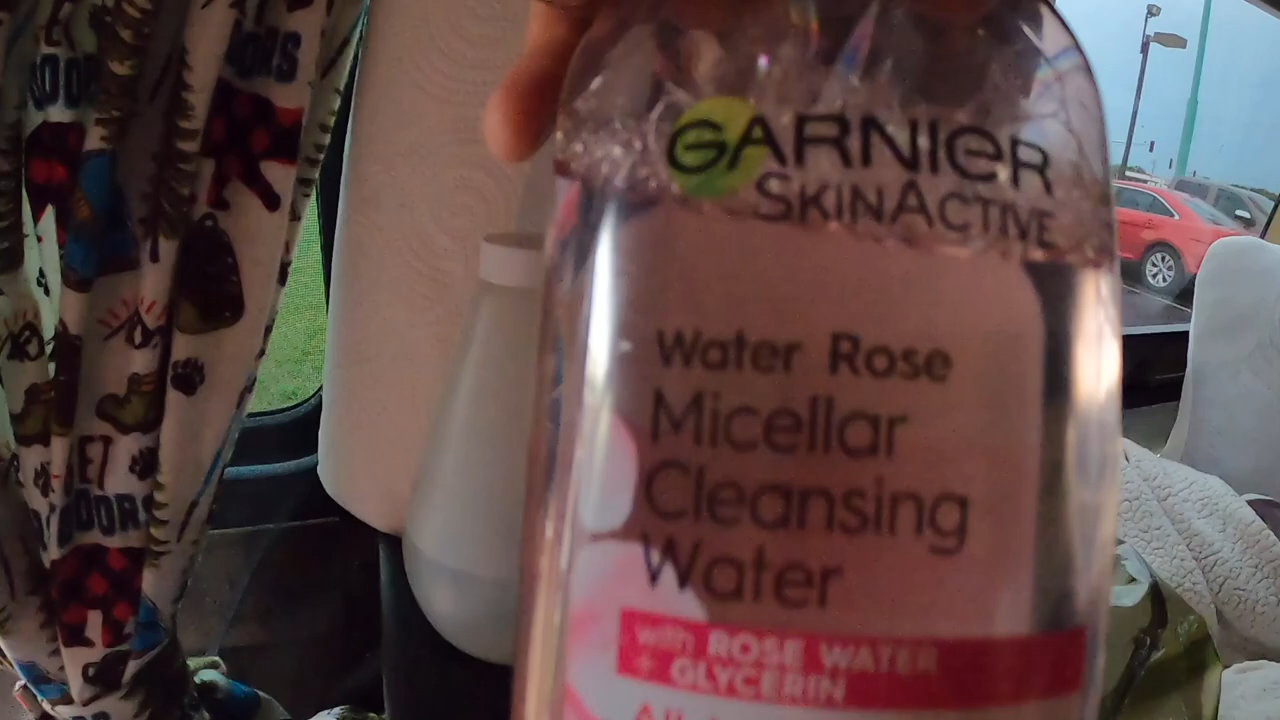 GARNIER
SKINACTIVE
Water Rose
Micellar
Cleansing
Water
with ROSE WATER
+ GLYCERIN